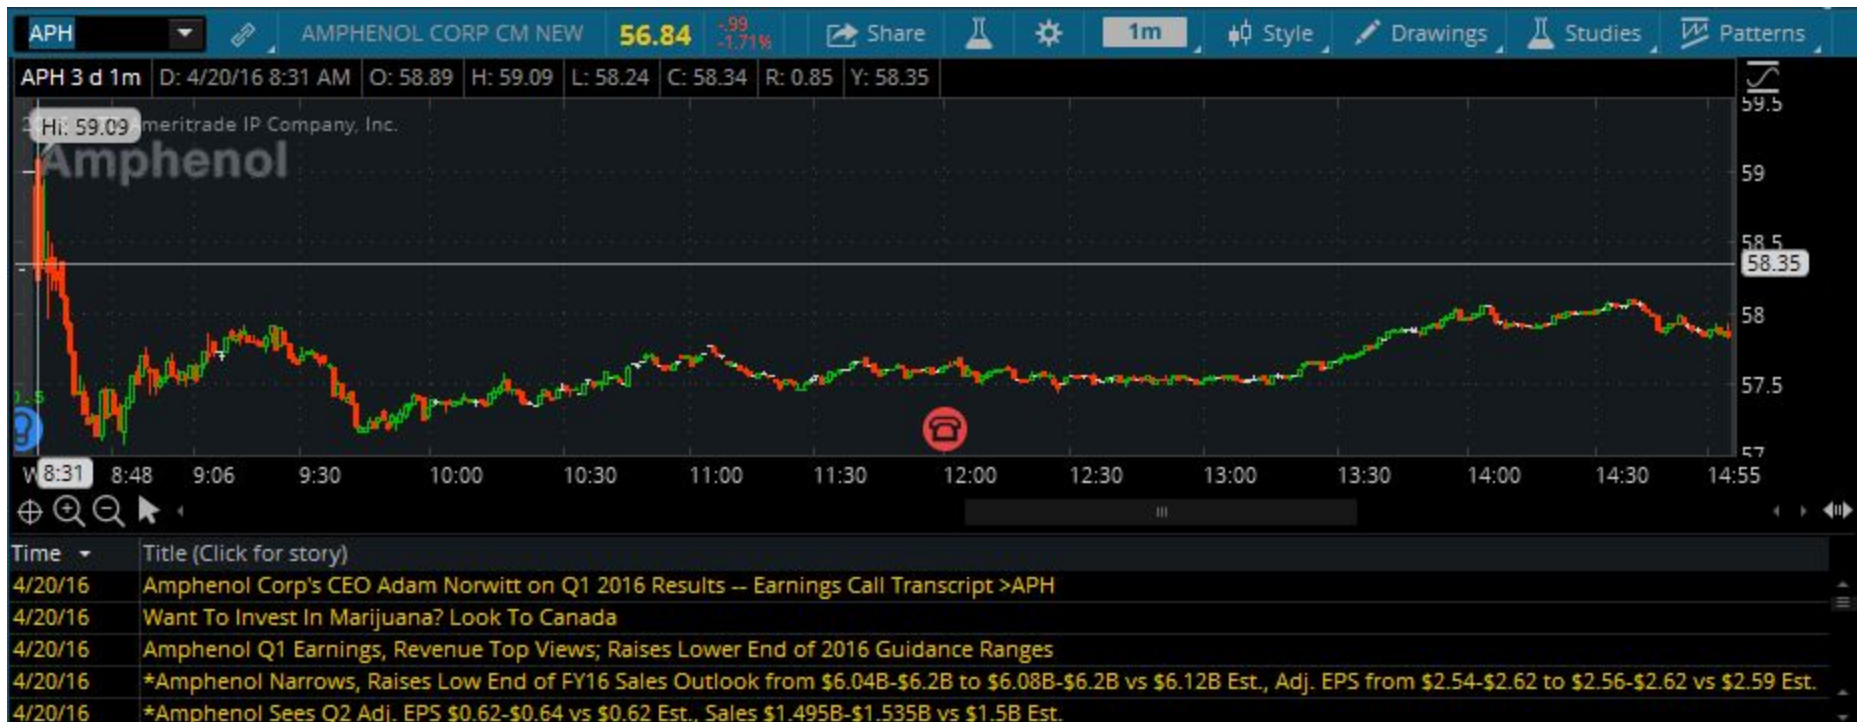 APH AMPHENOL CORP CM NEW 56.84 -.99 -1.71% Share 1m Style Drawings Studies Patterns
APH 3 d 1m D: 4/20/16 8:31 AM O: 58.89 H: 59.09 L: 58.24 C: 58.34 R: 0.85 Y: 58.35
59.5
Hi: 59.09 Ameritrade IP Company, Inc.
Amphenol
59
58.5
58.35
58
57.5
57
8:31 8:48 9:06 9:30 10:00 10:30 11:00 11:30 12:00 12:30 13:00 13:30 14:00 14:30 14:55
Time Title (Click for story)
4/20/16 Amphenol Corp's CEO Adam Norwitt on Q1 2016 Results -- Earnings Call Transcript >APH
4/20/16 Want To Invest In Marijuana? Look To Canada
4/20/16 Amphenol Q1 Earnings, Revenue Top Views; Raises Lower End of 2016 Guidance Ranges
4/20/16 *Amphenol Narrows, Raises Low End of FY16 Sales Outlook from $6.04B-$6.2B to $6.08B-$6.2B vs $6.12B Est., Adj. EPS from $2.54-$2.62 to $2.56-$2.62 vs $2.59 Est.
4/20/16 *Amphenol Sees Q2 Adj. EPS $0.62-$0.64 vs $0.62 Est., Sales $1.495B-$1.535B vs $1.5B Est.